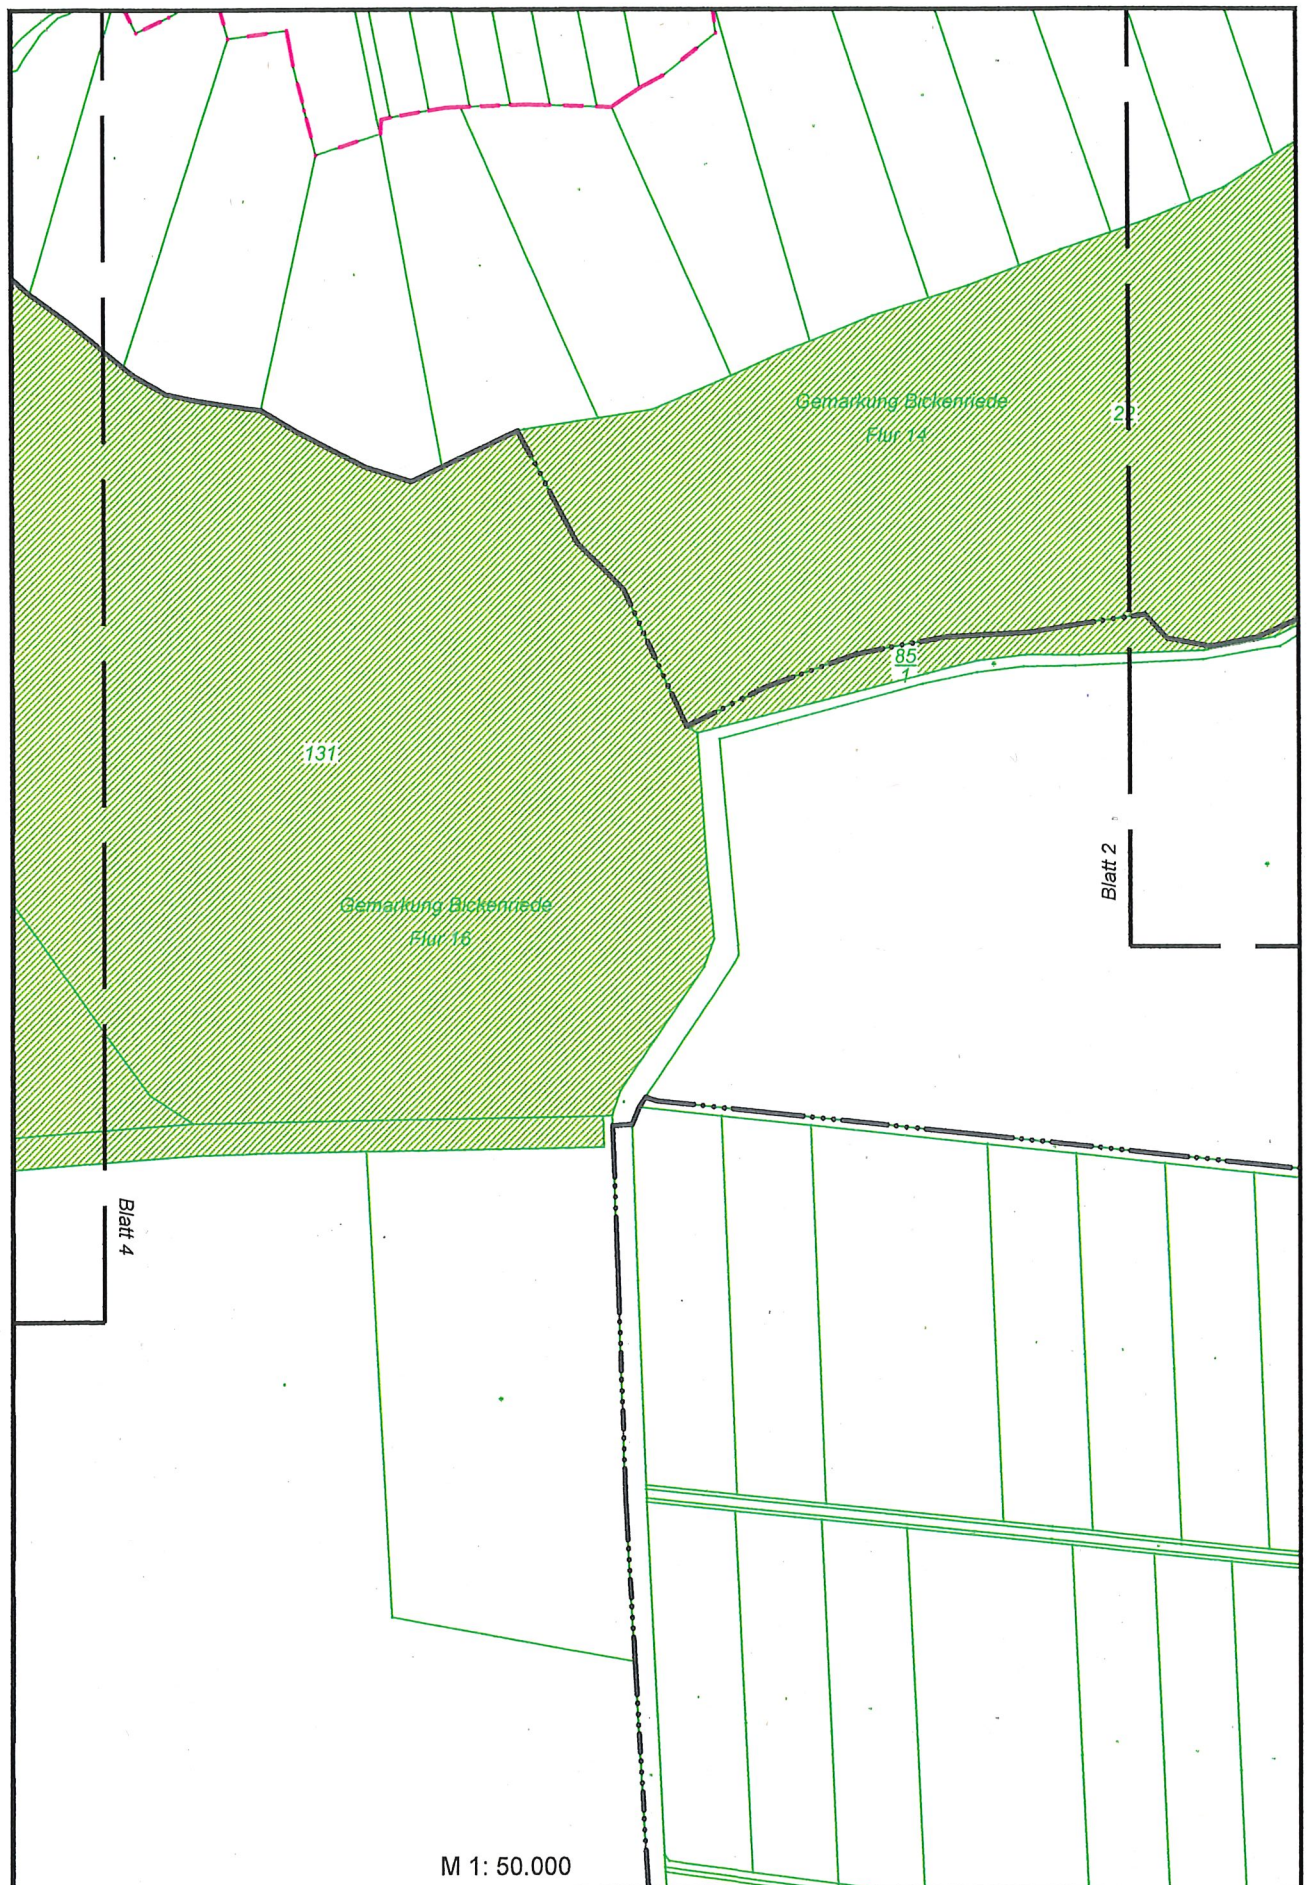 Gemarkung Bickenriede
Flur 14
22
85
1
131
Blatt 2
Gemarkung Bickenriede
Flur 16
Blatt 4
M 1: 50.000